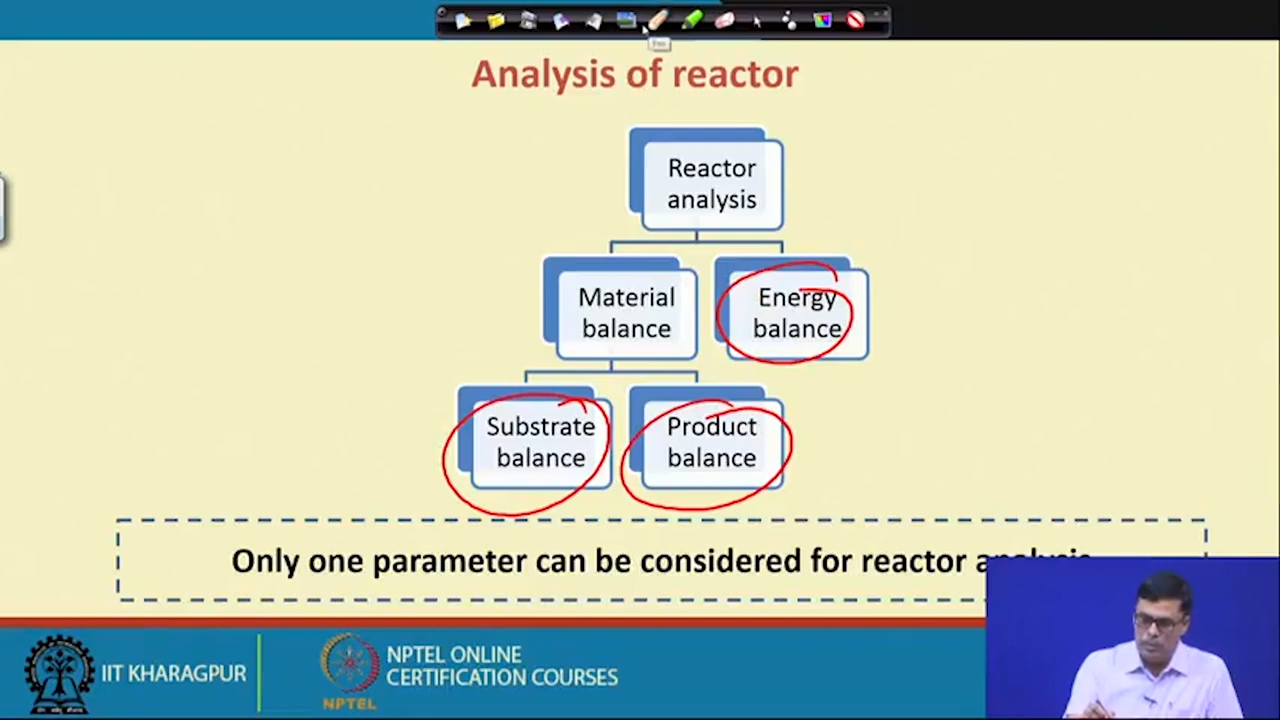 Analysis of reactor
Reactor
analysis
Material
balance
Energy
balance
Substrate
balance
Product
balance
Only one parameter can be considered for reactor analysis
IIT KHARAGPUR
NPTEL
NPTEL ONLINE
CERTIFICATION COURSES